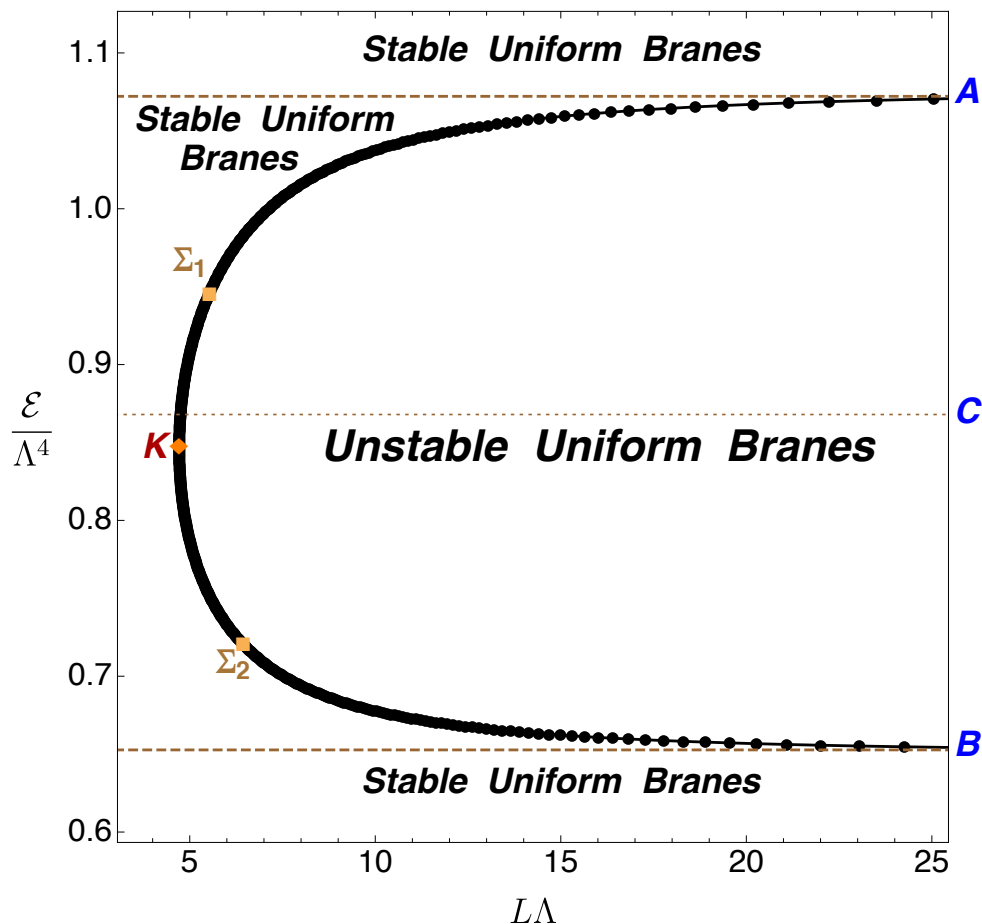 Stable Uniform Branes
1.1
A
Stable Uniform
Branes
1.0
Σ1
0.9
ℰ
Λ⁴
C
K
Unstable Uniform Branes
0.8
Σ2
0.7
B
Stable Uniform Branes
0.6
5 10 15 20 25
LΛ